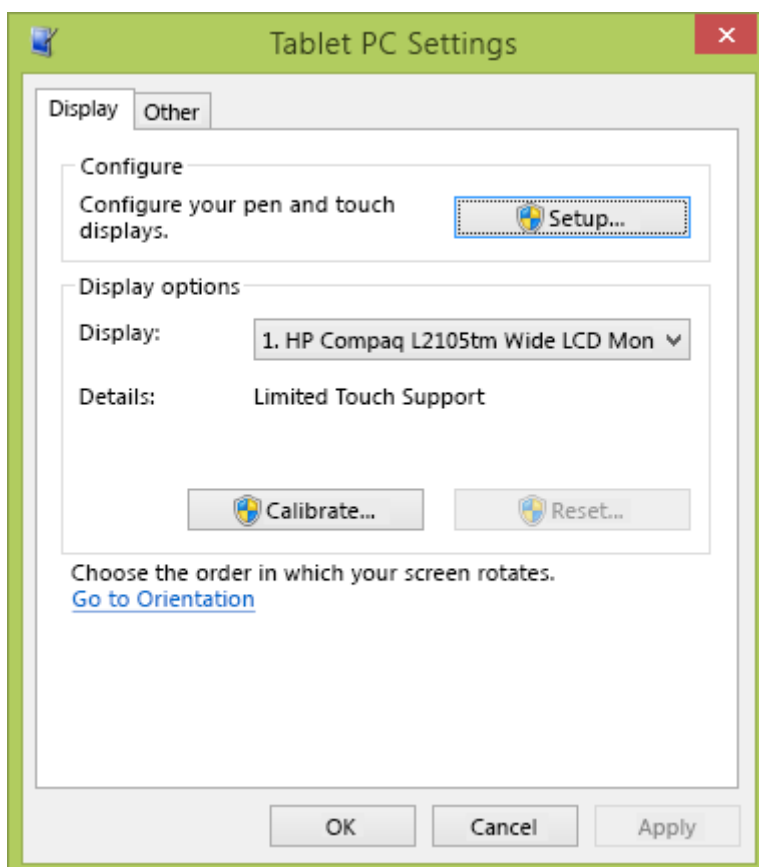 Tablet PC Settings
Display
Other
Configure
Configure your pen and touch
displays.
Setup...
Display options
Display:
1. HP Compaq L2105tm Wide LCD Mon
Details:
Limited Touch Support
Calibrate...
Reset...
Choose the order in which your screen rotates.
Go to Orientation
OK
Cancel
Apply